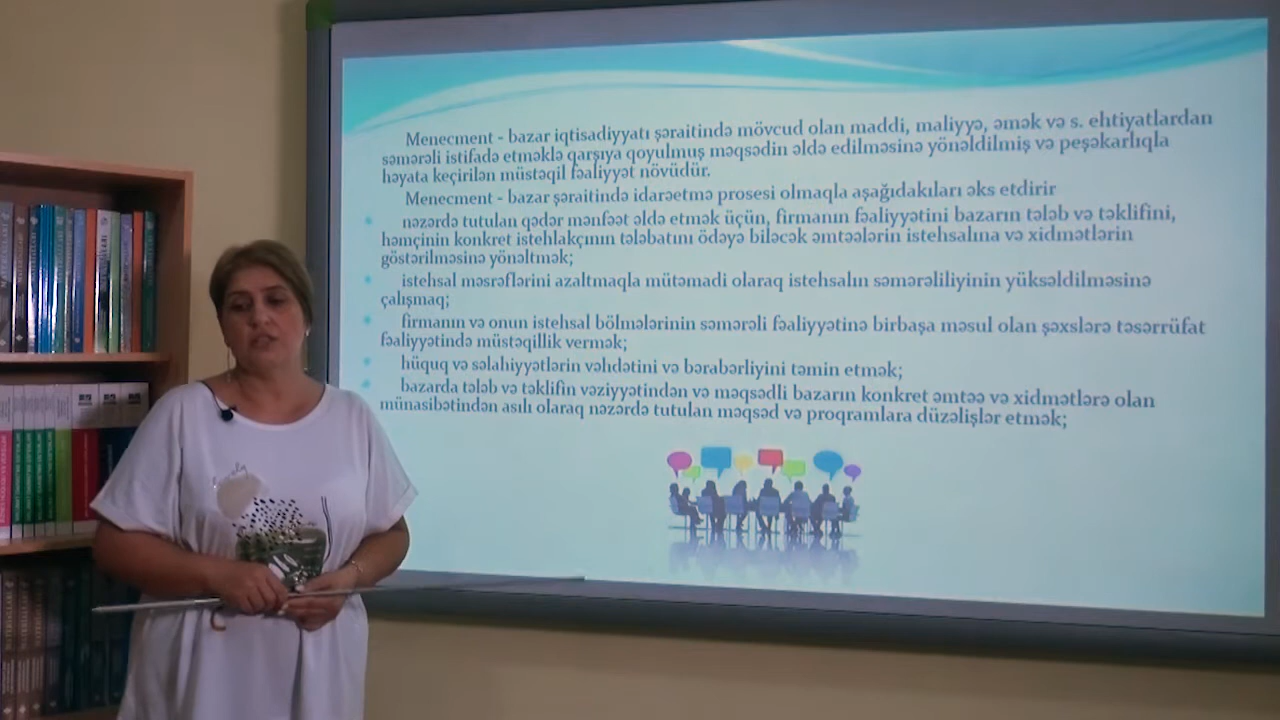 Menecment - bazar iqtisadiyyatı şəraitində mövcud olan maddi, maliyyə, əmək və s. ehtiyatlardan
səmərəli istifadə etməklə qarşıya qoyulmuş məqsədin əldə edilməsinə yönəldilmiş və peşəkarlıqla
həyata keçirilən müstəqil fəaliyyət növüdür.
Menecment - bazar şəraitində idarəetmə prosesi olmaqla aşağıdakıları əks etdirir
nəzərdə tutulan qədər mənfəət əldə etmək üçün, firmanın fəaliyyətini bazarın tələb və təklifini,
həmçinin konkret istehlakçının tələbatını ödəyə biləcək əmtəələrin istehsalına və xidmətlərin
göstərilməsinə yönəltmək;
istehsal məsrəflərini azaltmaqla mütəmadi olaraq istehsalın səmərəliliyinin yüksəldilməsinə
çalışmaq;
firmanın və onun istehsal bölmələrinin səmərəli fəaliyyətinə birbaşa məsul olan şəxslərə təsərrüfat
fəaliyyətində müstəqillik vermək;
hüquq və səlahiyyətlərin vəhdətini və bərabərliyini təmin etmək;
bazarda tələb və təklifin vəziyyətindən və məqsədli bazarın konkret əmtəə və xidmətlərə olan
münasibətindən asılı olaraq nəzərdə tutulan məqsəd və proqramlara düzəlişlər etmək;